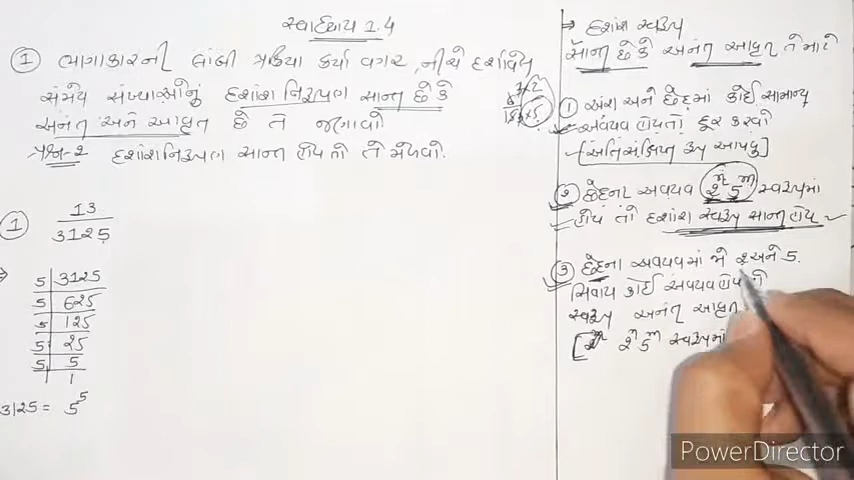 સ્વાધ્યાય 1.4
① ભાગાકારની લાંબી પ્રક્રિયા કર્યા વગર, નીચે દર્શાવેલ
સંમેય સંખ્યાઓનું દશાંશ નિરૂપણ સાન્ત છે કે
અનંત અને આવૃત છે તે જણાવો
પ્રશ્ન-2 દશાંશનિરૂપણ સાન્ત હોય તો તે મેળવો.
① 13
3125
5 3125
5 625
5 125
5 25
5 5
1
3125 = 5^5
⇒ દશાંશ સ્વરૂપ
સાન્ત છે કે અનંત આવૃત તે માટે
① અંશ અને છેદમાં કોઈ સામાન્ય
અવયવ હોય તો દૂર કરવો
[અતિસંક્ષિપ્ત રૂપ આપવું]
② છેદના અવયવ 2^n 5^m સ્વરૂપમાં
હોય તો દશાંશ સ્વરૂપ સાન્ત હોય
③ છેદના અવયવમાં જો 2 અને 5
સિવાય કોઈ અવયવ હોય તો
સ્વરૂપ અનંત આવૃત
2^n 5^m સ્વરૂપમાં
PowerDirector